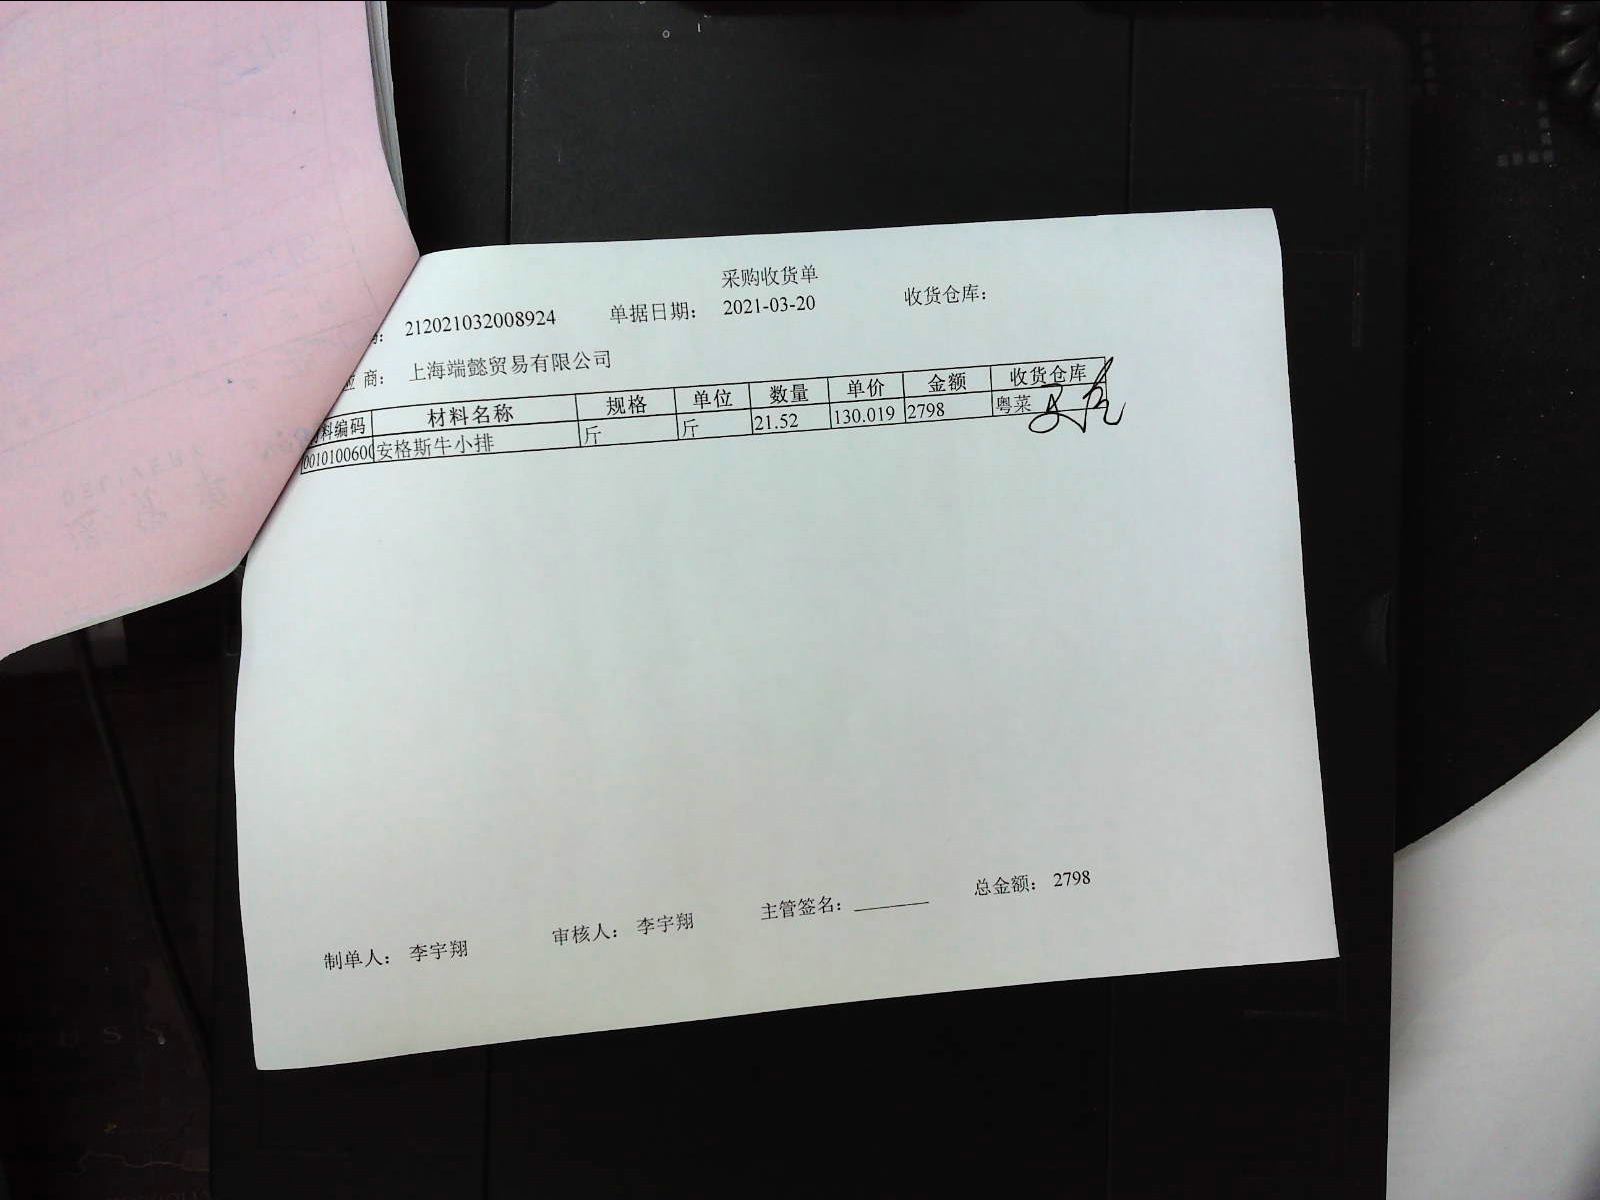 采购收货单
212021032008924 单据日期: 2021-03-20 收货仓库:
商: 上海端懿贸易有限公司
料编码 材料名称 规格 单位 数量 单价 金额 收货仓库
0010100600 安格斯牛小排 斤 斤 21.52 130.019 2798 粤菜
制单人: 李宇翔 审核人: 李宇翔 主管签名: 总金额: 2798